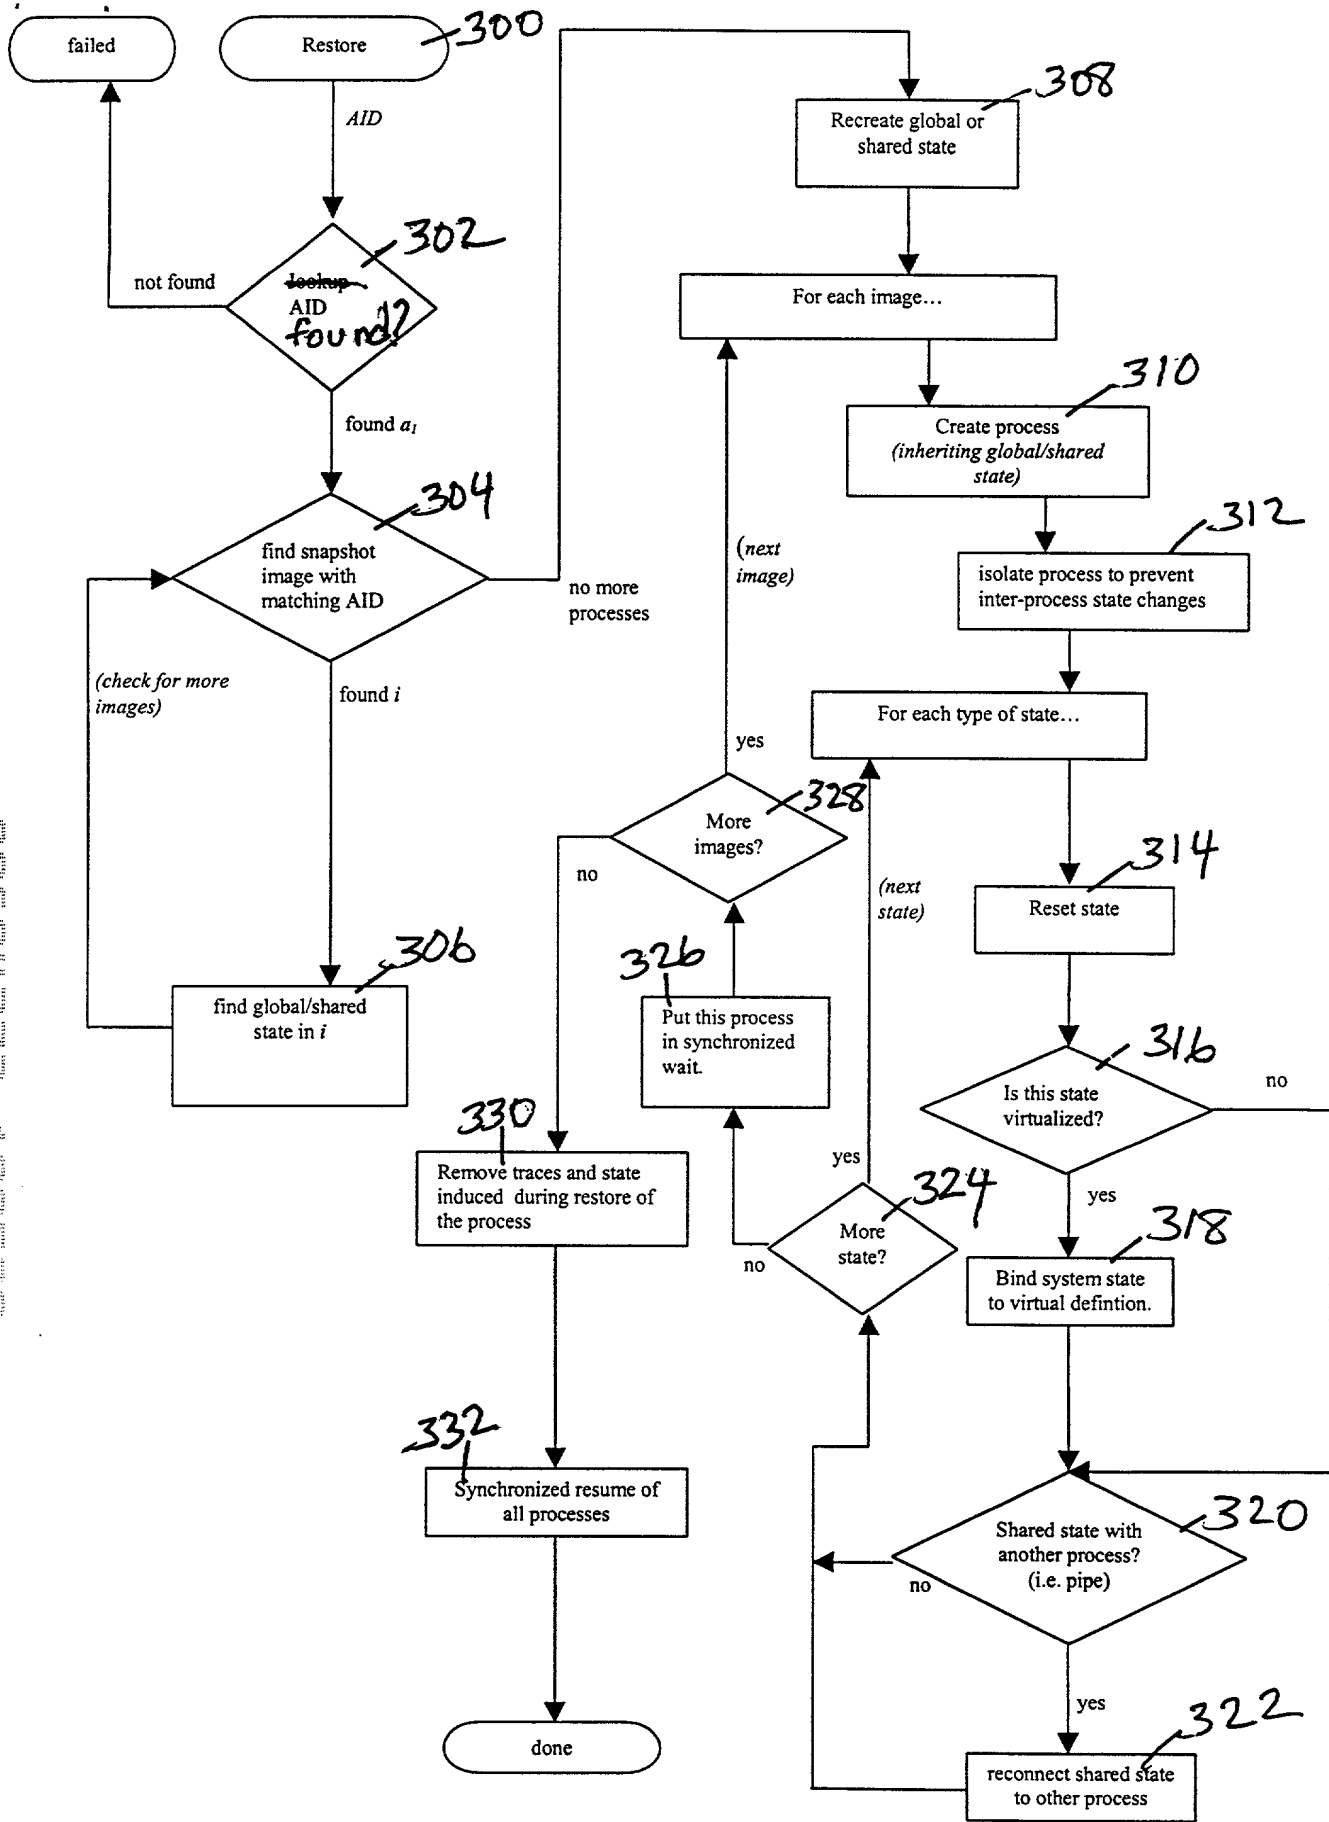 failed
Restore
300
AID
302
not found
lookup
AID
found?
found a₁
304
find snapshot
image with
matching AID
no more
processes
(check for more
images)
found i
306
find global/shared
state in i
308
Recreate global or
shared state
For each image…
310
Create process
(inheriting global/shared
state)
312
isolate process to prevent
inter-process state changes
(next
image)
For each type of state…
yes
328
More
images?
no
(next
state)
314
Reset state
326
Put this process
in synchronized
wait.
316
Is this state
virtualized?
no
yes
330
Remove traces and state
induced during restore of
the process
yes
324
More
state?
no
318
Bind system state
to virtual defintion.
332
Synchronized resume of
all processes
320
Shared state with
another process?
(i.e. pipe)
no
yes
322
reconnect shared state
to other process
done